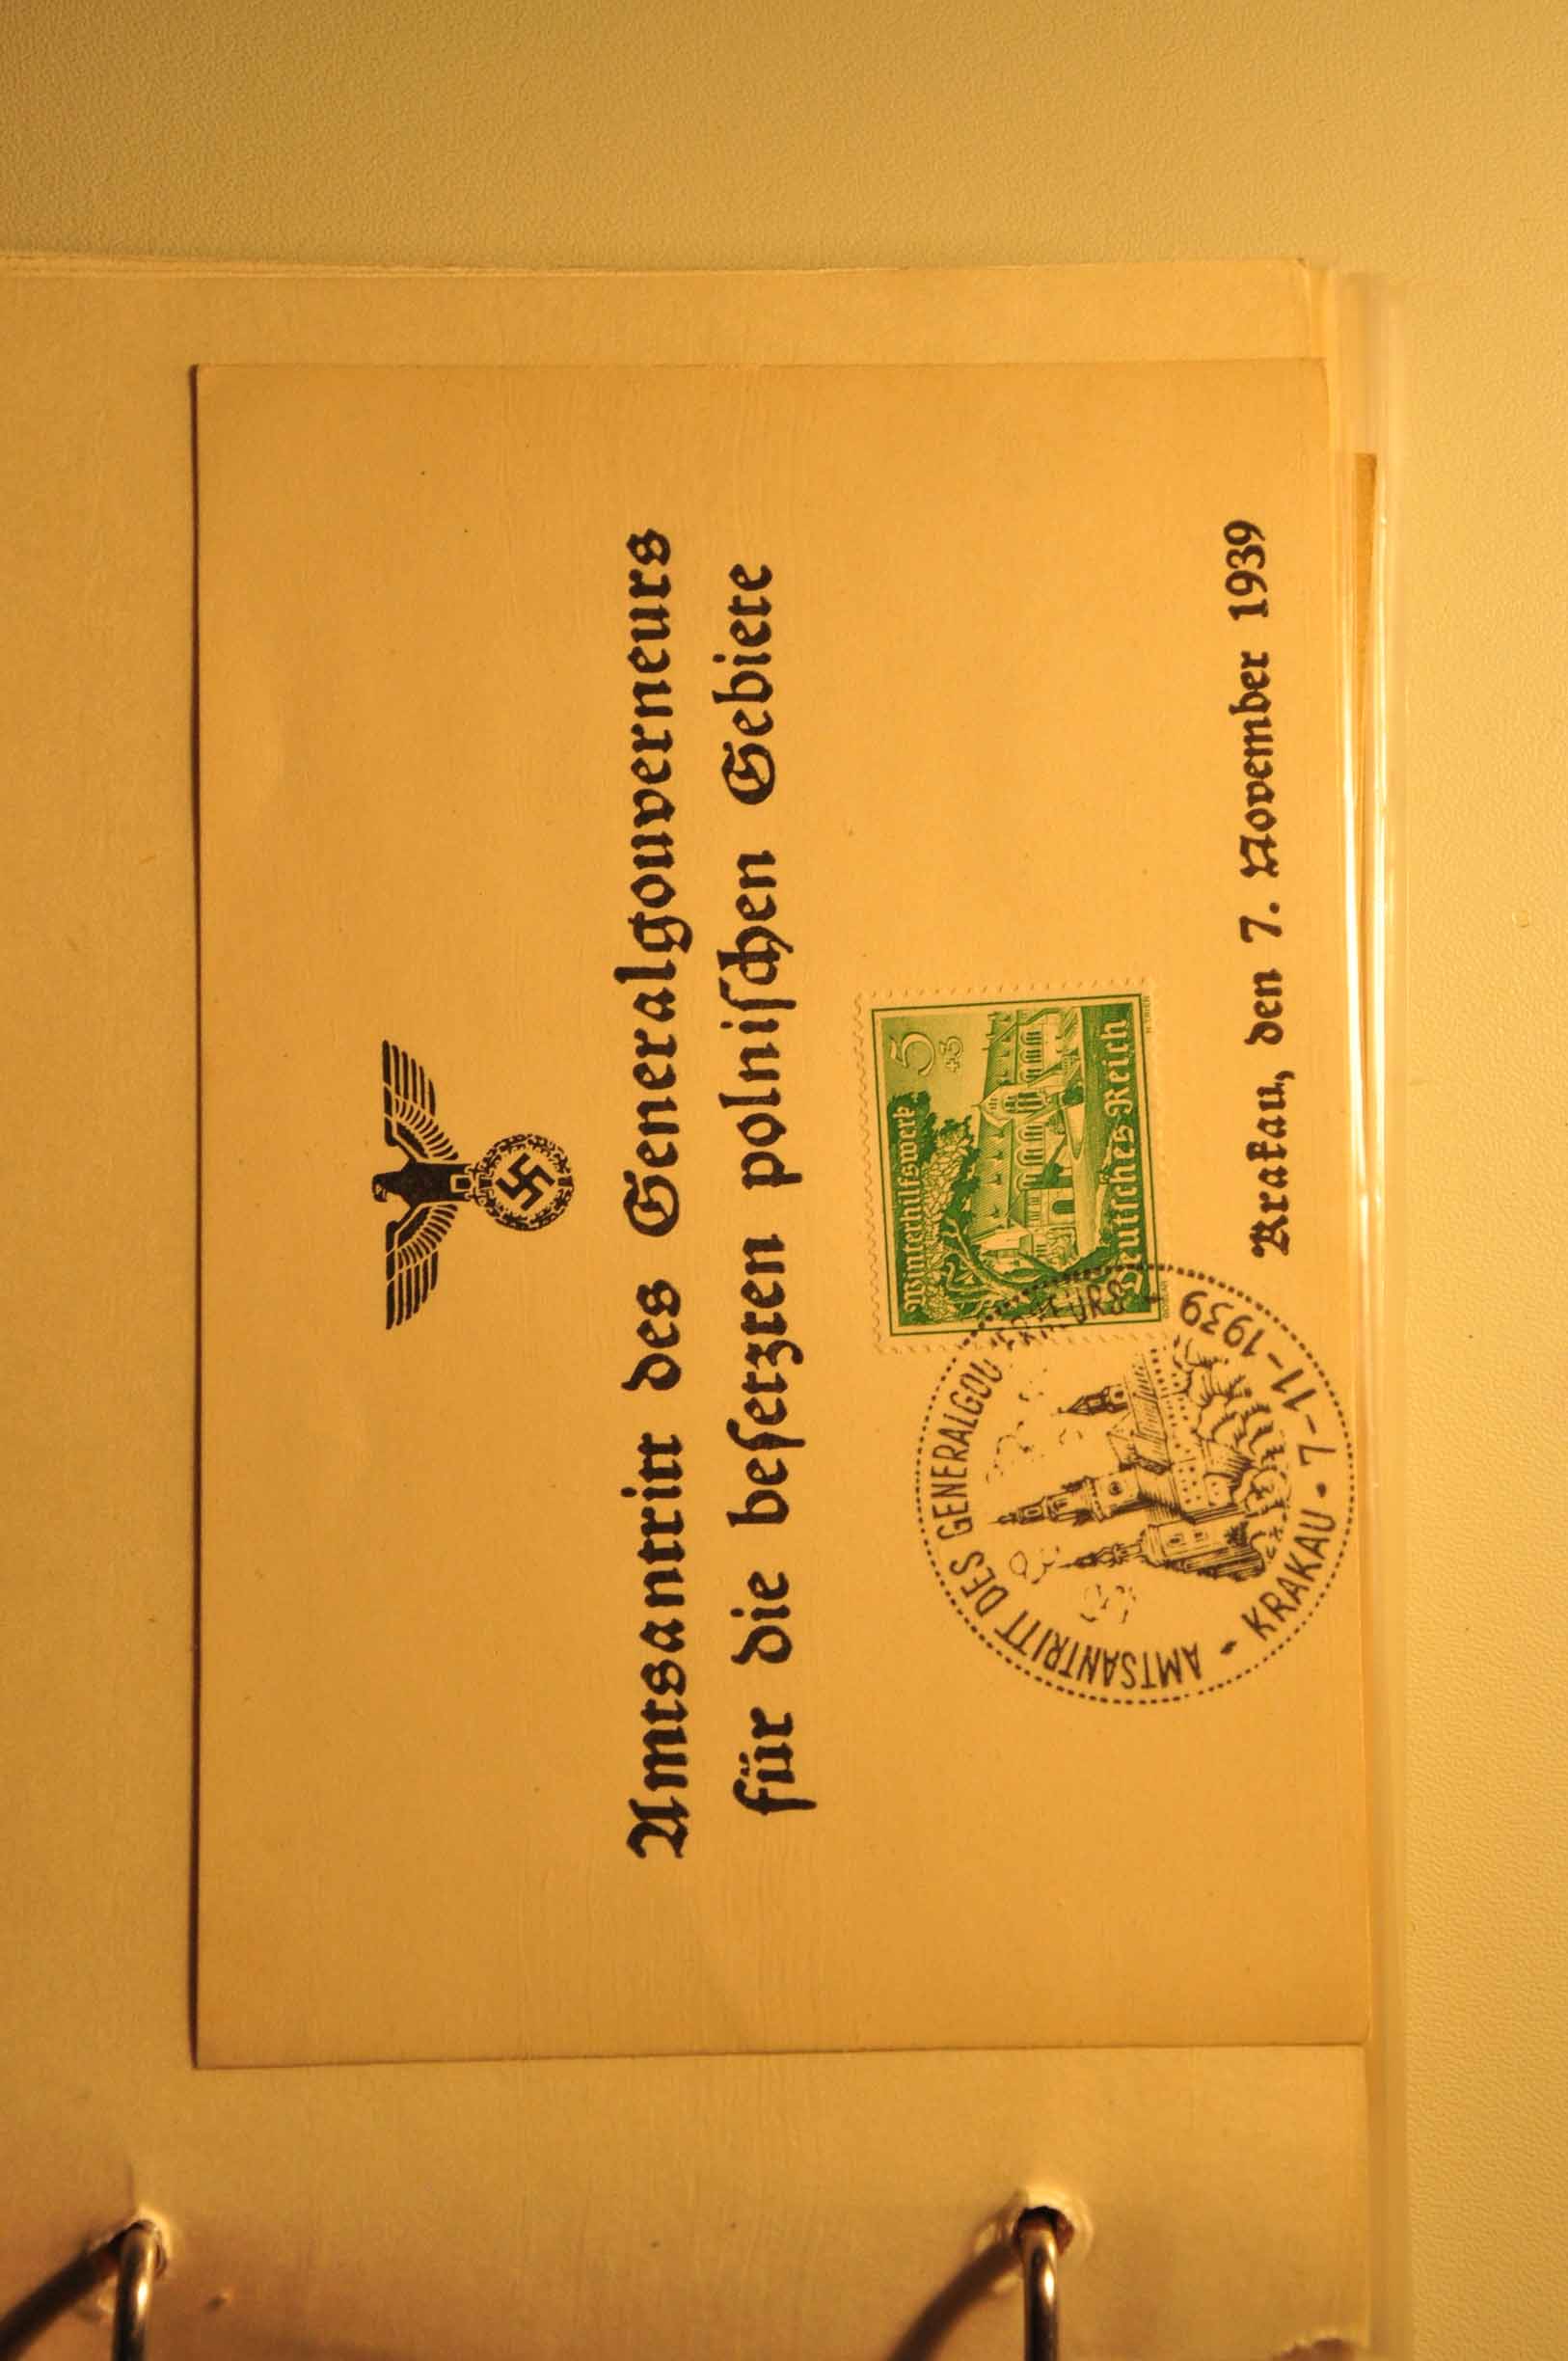 Amtsantritt des Generalgouverneurs
für die besetzten polnischen Gebiete
Winterhilfswerk
5
+3
Deutsches Reich
AMTSANTRITT DES GENERALGOUVERNEURS
KRAKAU • 7-11-1939
Krakau, den 7. November 1939